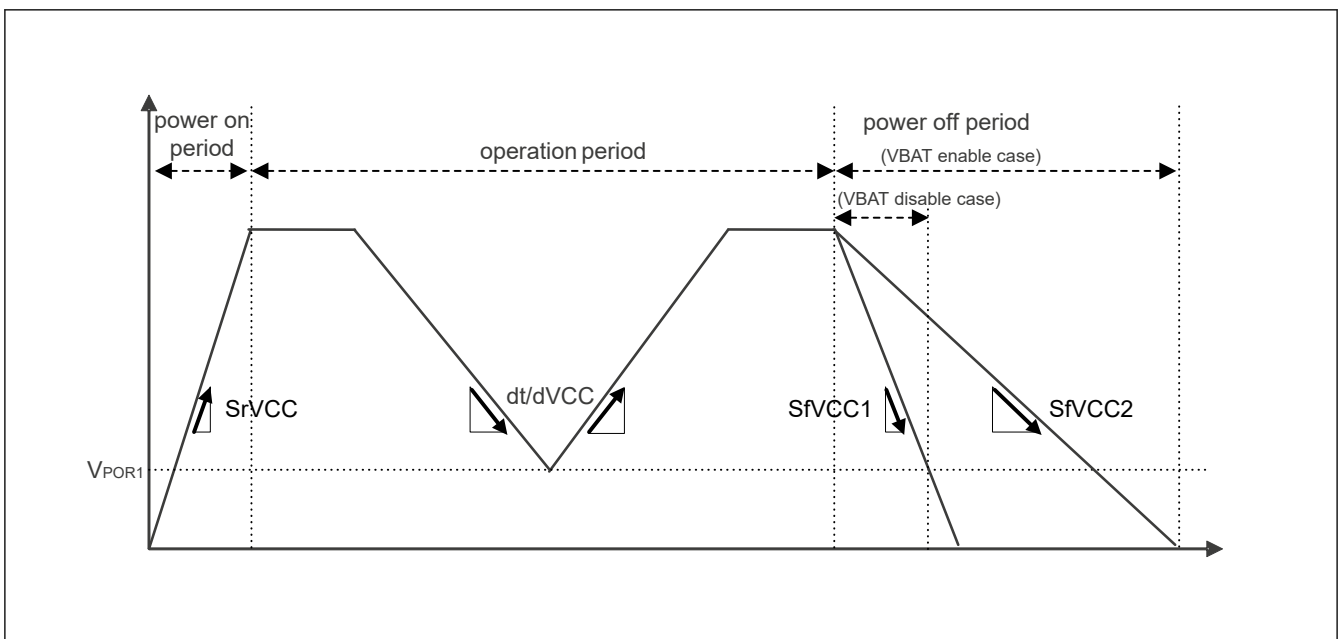 power on
period
operation period
power off period
(VBAT enable case)
(VBAT disable case)
SrVCC
dt/dVCC
SfVCC1
SfVCC2
VPOR1